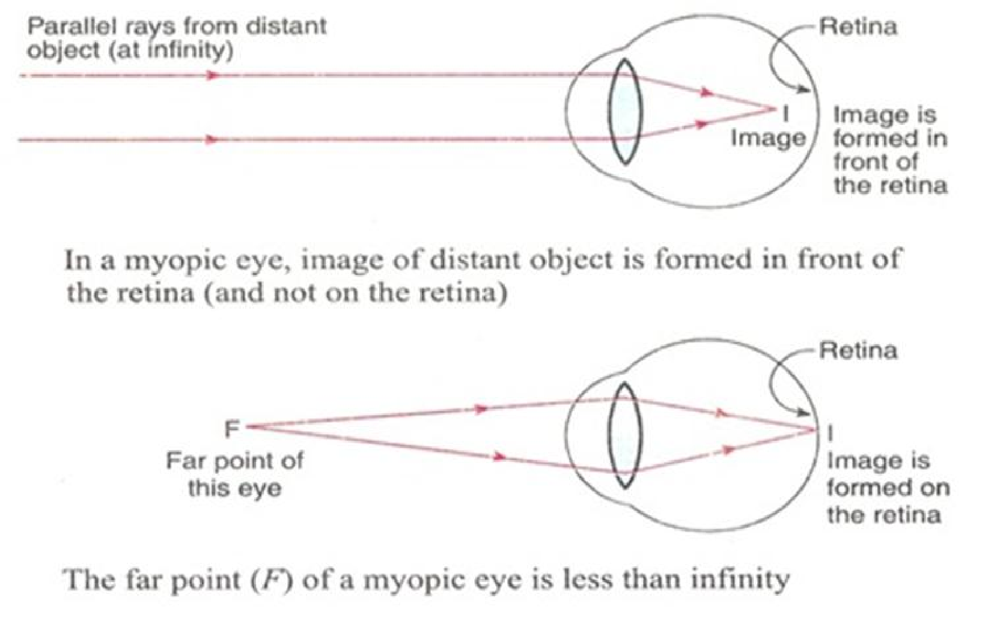 Parallel rays from distant
object (at infinity)
Retina
I
Image
Image is
formed in
front of
the retina
In a myopic eye, image of distant object is formed in front of
the retina (and not on the retina)
Retina
F
Far point of
this eye
I
Image is
formed on
the retina
The far point (F) of a myopic eye is less than infinity